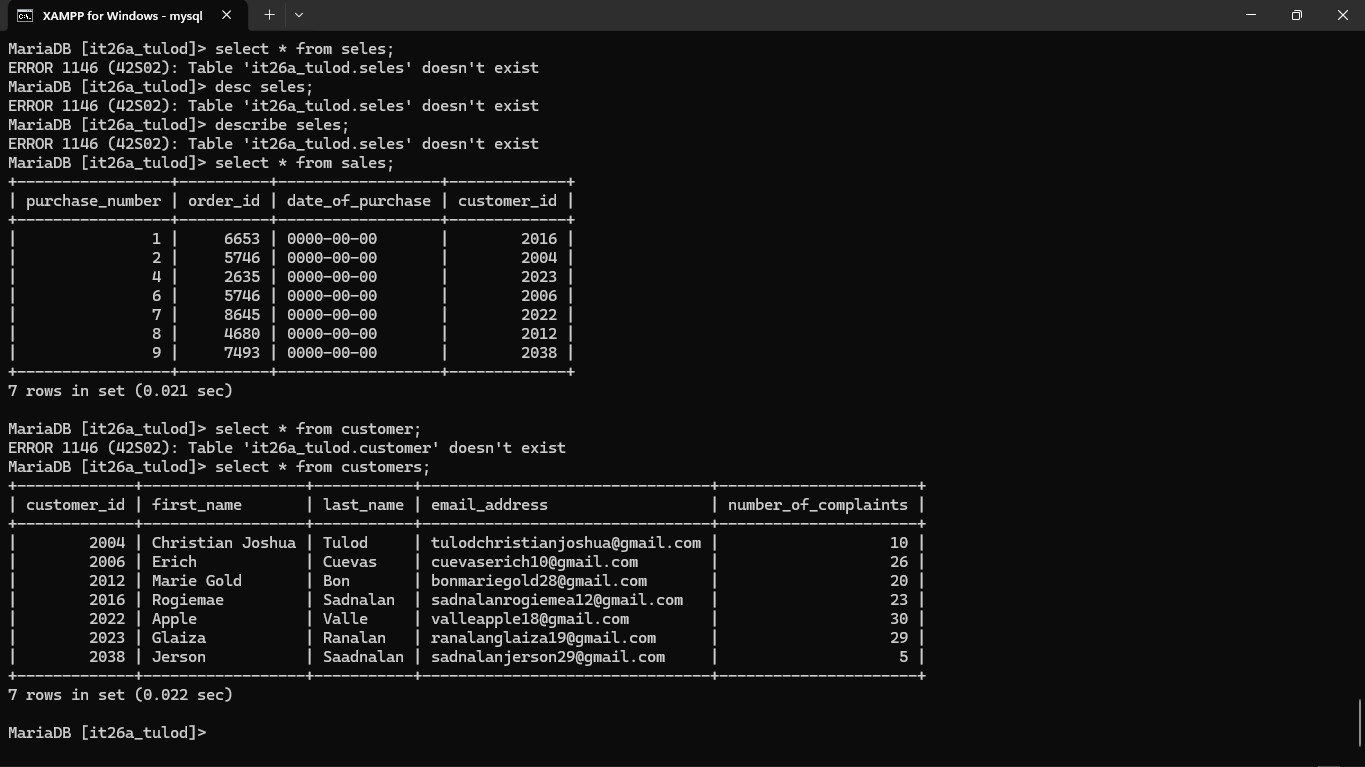 XAMPP for Windows - mysql
MariaDB [it26a_tulod]> select * from seles;
ERROR 1146 (42S02): Table 'it26a_tulod.seles' doesn't exist
MariaDB [it26a_tulod]> desc seles;
ERROR 1146 (42S02): Table 'it26a_tulod.seles' doesn't exist
MariaDB [it26a_tulod]> describe seles;
ERROR 1146 (42S02): Table 'it26a_tulod.seles' doesn't exist
MariaDB [it26a_tulod]> select * from sales;
+-----------------+----------+------------------+-------------+
| purchase_number | order_id | date_of_purchase | customer_id |
+-----------------+----------+------------------+-------------+
|               1 |     6653 | 0000-00-00       |        2016 |
|               2 |     5746 | 0000-00-00       |        2004 |
|               4 |     2635 | 0000-00-00       |        2023 |
|               6 |     5746 | 0000-00-00       |        2006 |
|               7 |     8645 | 0000-00-00       |        2022 |
|               8 |     4680 | 0000-00-00       |        2012 |
|               9 |     7493 | 0000-00-00       |        2038 |
+-----------------+----------+------------------+-------------+
7 rows in set (0.021 sec)
MariaDB [it26a_tulod]> select * from customer;
ERROR 1146 (42S02): Table 'it26a_tulod.customer' doesn't exist
MariaDB [it26a_tulod]> select * from customers;
+-------------+------------------+-----------+--------------------------------+----------------------+
| customer_id | first_name       | last_name | email_address                  | number_of_complaints |
+-------------+------------------+-----------+--------------------------------+----------------------+
|        2004 | Christian Joshua | Tulod     | tulodchristianjoshua@gmail.com |                   10 |
|        2006 | Erich            | Cuevas    | cuevaserich10@gmail.com        |                   26 |
|        2012 | Marie Gold       | Bon       | bonmariegold28@gmail.com       |                   20 |
|        2016 | Rogiemae         | Sadnalan  | sadnalanrogiemea12@gmail.com   |                   23 |
|        2022 | Apple            | Valle     | valleapple18@gmail.com         |                   30 |
|        2023 | Glaiza           | Ranalan   | ranalanglaiza19@gmail.com      |                   29 |
|        2038 | Jerson           | Saadnalan | sadnalanjerson29@gmail.com     |                    5 |
+-------------+------------------+-----------+--------------------------------+----------------------+
7 rows in set (0.022 sec)
MariaDB [it26a_tulod]>